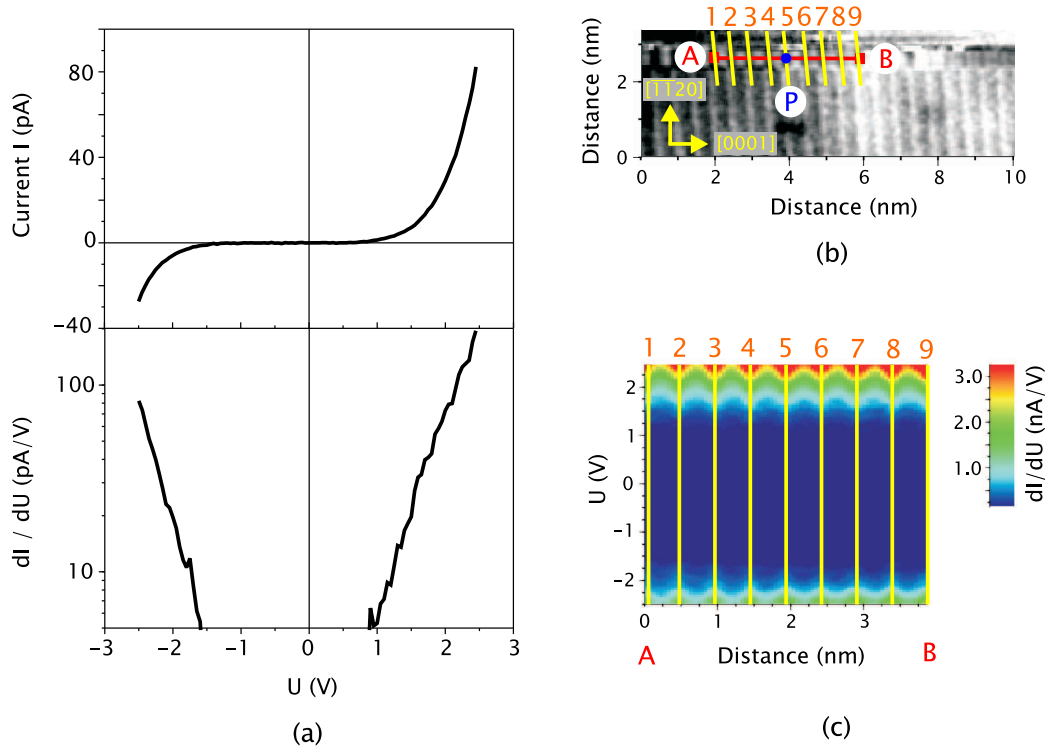 80
40
0
−40
Current I (pA)
100
10
dI / dU (pA/V)
−3 −2 −1 0 1 2 3
U (V)
(a)
1 2 3 4 5 6 7 8 9
A
B
P
[1̅1̅20]
[0001]
2
0
Distance (nm)
0 2 4 6 8 10
Distance (nm)
(b)
1 2 3 4 5 6 7 8 9
2
1
0
−1
−2
U (V)
0 1 2 3
A Distance (nm) B
3.0
2.0
1.0
dI/dU (nA/V)
(c)